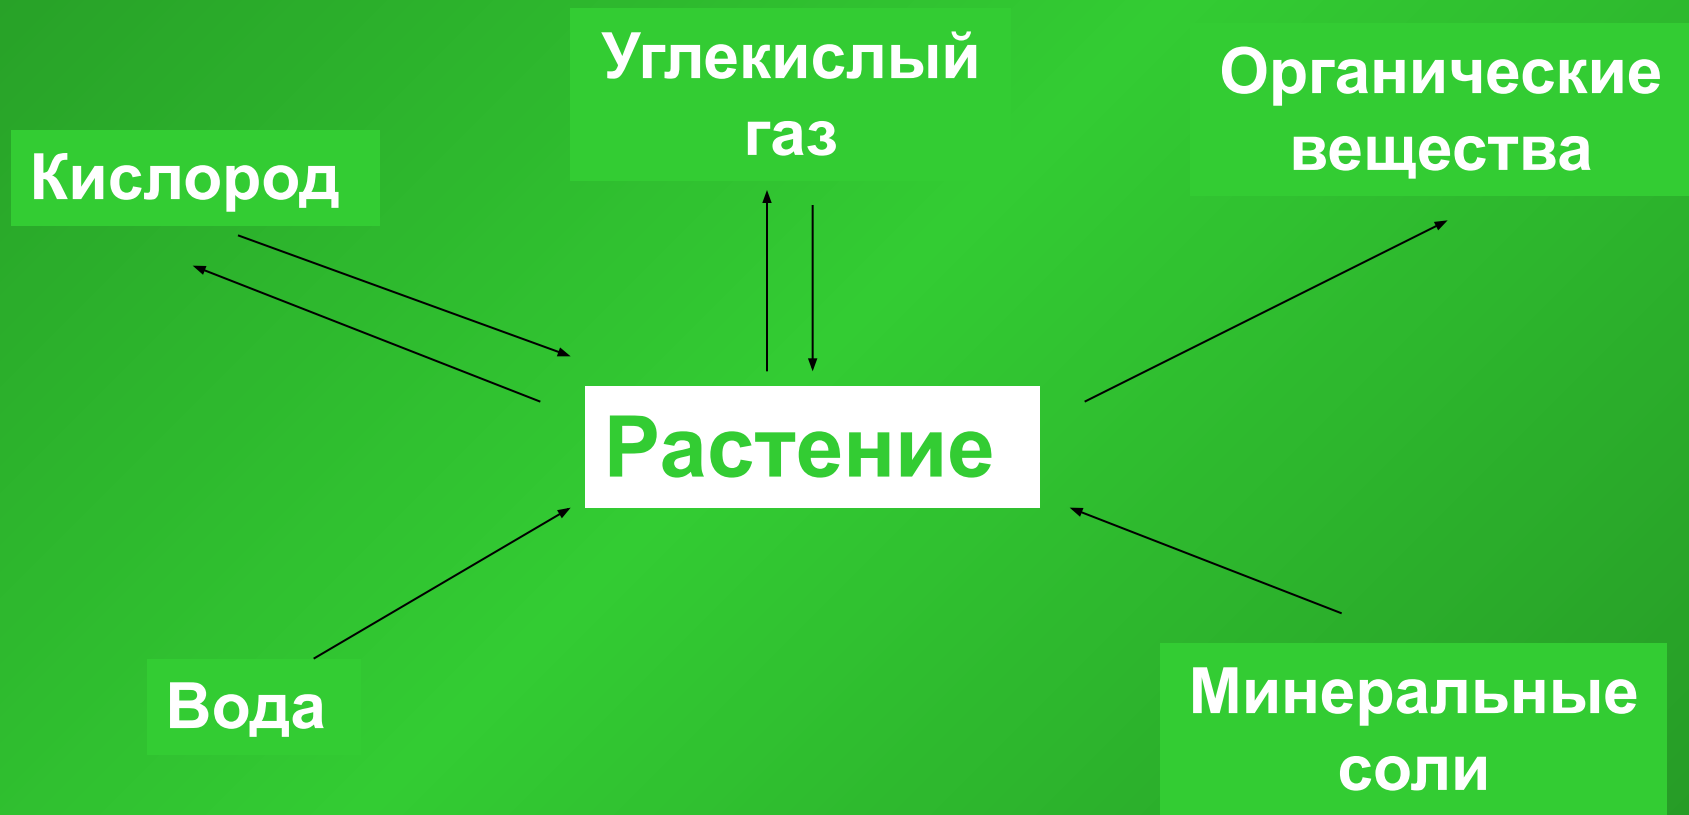 Углекислый
газ
Органические
вещества
Кислород
Растение
Вода
Минеральные
соли